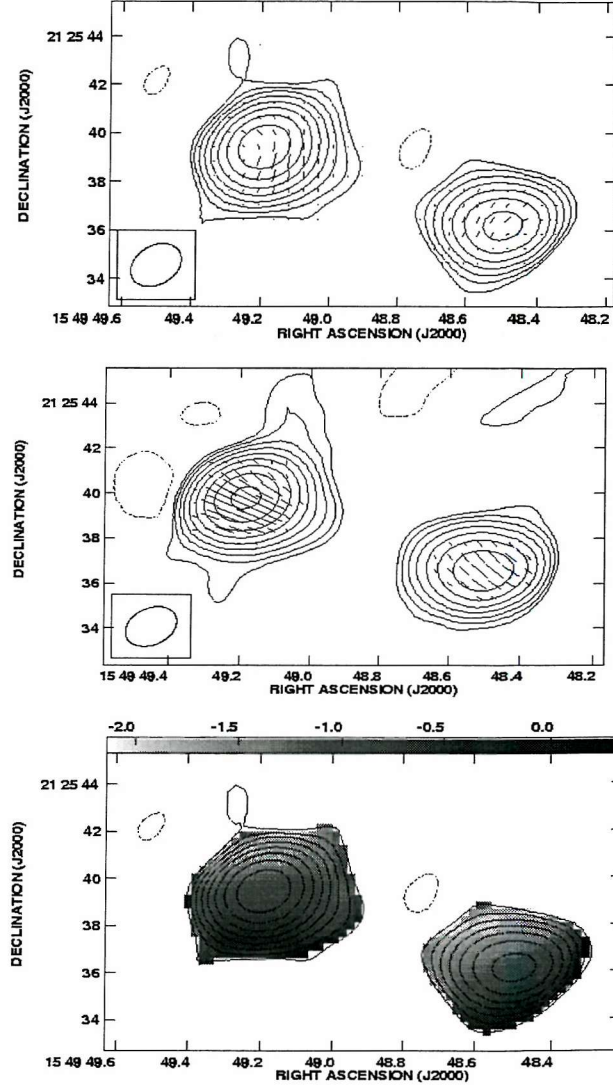 21 25 44
42
40
38
36
34
DECLINATION (J2000)
15 49 49.6 49.4 49.2 49.0 48.8 48.6 48.4 48.2
RIGHT ASCENSION (J2000)
21 25 44
42
40
38
36
34
DECLINATION (J2000)
15 49 49.4 49.2 49.0 48.8 48.6 48.4 48.2
RIGHT ASCENSION (J2000)
-2.0 -1.5 -1.0 -0.5 0.0
21 25 44
42
40
38
36
34
DECLINATION (J2000)
15 49 49.6 49.4 49.2 49.0 48.8 48.6 48.4
RIGHT ASCENSION (J2000)